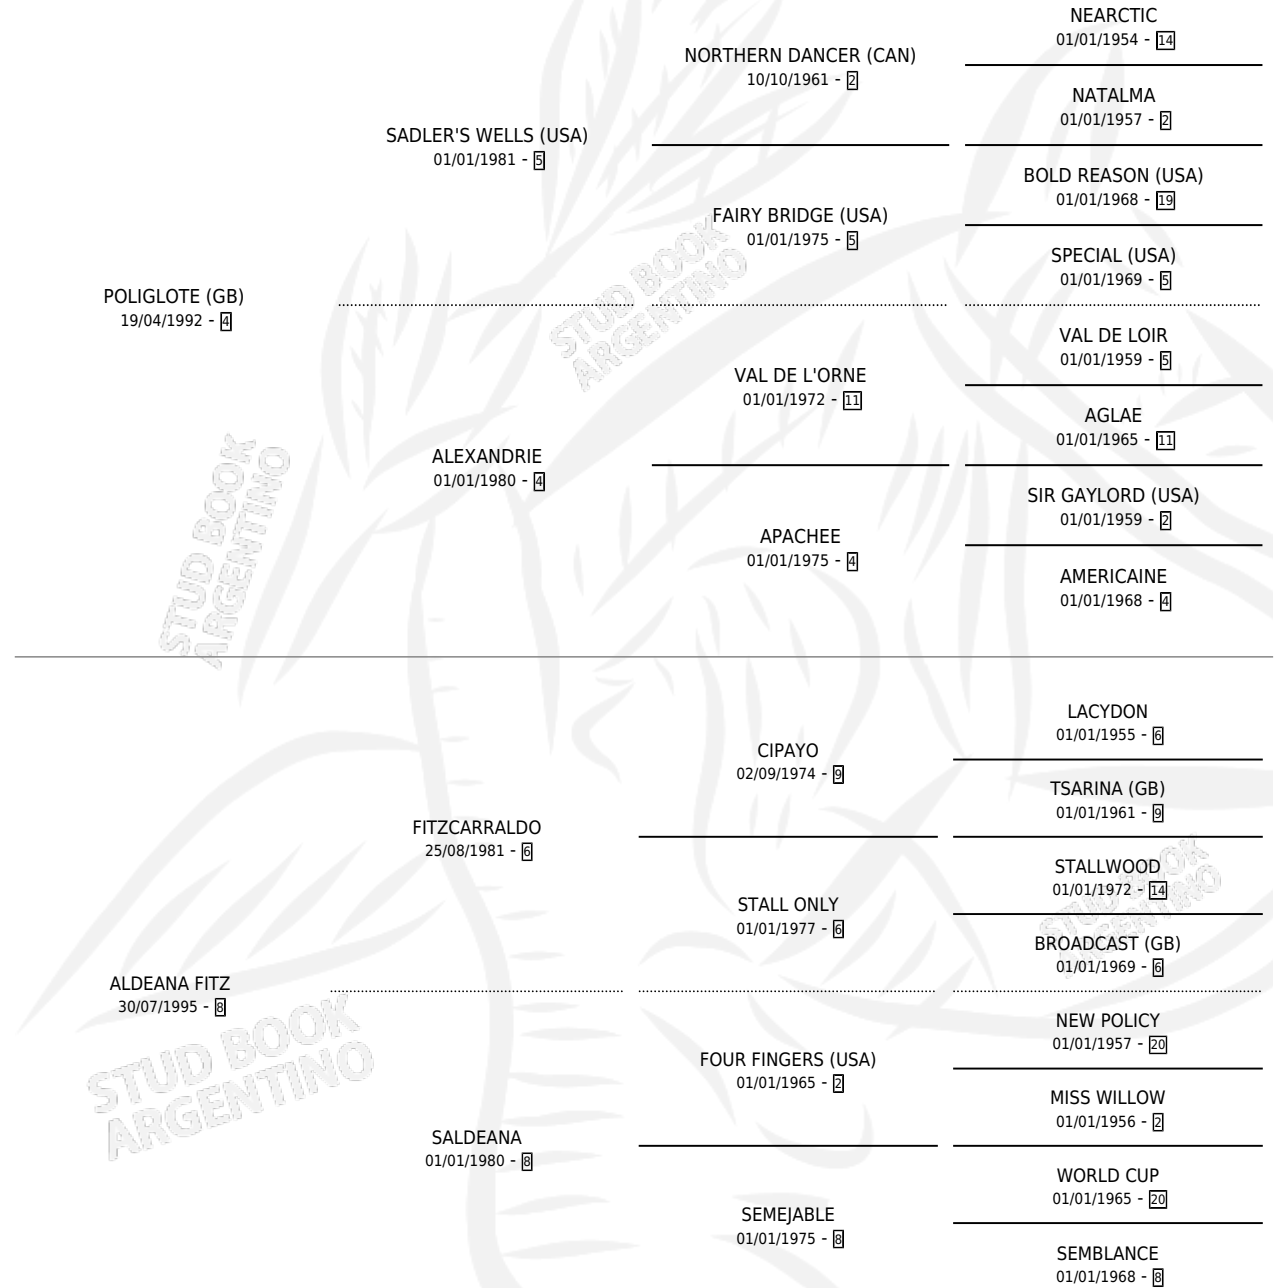 NEARCTIC
01/01/1954 - 14
NORTHERN DANCER (CAN)
10/10/1961 - 2
NATALMA
01/01/1957 - 2
SADLER'S WELLS (USA)
01/01/1981 - 5
BOLD REASON (USA)
01/01/1968 - 19
FAIRY BRIDGE (USA)
01/01/1975 - 5
SPECIAL (USA)
01/01/1969 - 5
POLIGLOTE (GB)
19/04/1992 - 4
STUD BOOK
ARGENTINO
VAL DE LOIR
01/01/1959 - 5
VAL DE L'ORNE
01/01/1972 - 11
AGLAE
01/01/1965 - 11
ALEXANDRIE
01/01/1980 - 4
SIR GAYLORD (USA)
01/01/1959 - 2
APACHEE
01/01/1975 - 4
AMERICAINE
01/01/1968 - 4
STUD BOOK
ARGENTINO
LACYDON
01/01/1955 - 6
CIPAYO
02/09/1974 - 9
TSARINA (GB)
01/01/1961 - 9
FITZCARRALDO
25/08/1981 - 6
STALLWOOD
01/01/1972 - 14
STALL ONLY
01/01/1977 - 6
BROADCAST (GB)
01/01/1969 - 6
STUD BOOK
ARGENTINO
ALDEANA FITZ
30/07/1995 - 8
NEW POLICY
01/01/1957 - 20
FOUR FINGERS (USA)
01/01/1965 - 2
MISS WILLOW
01/01/1956 - 2
STUD BOOK
ARGENTINO
SALDEANA
01/01/1980 - 8
WORLD CUP
01/01/1965 - 20
SEMEJABLE
01/01/1975 - 8
SEMBLANCE
01/01/1968 - 8